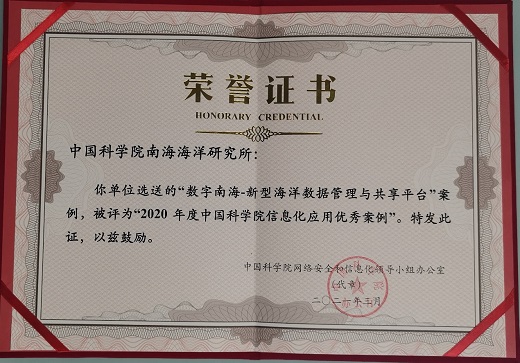 荣誉证书
HONORARY CREDENTIAL
中国科学院南海海洋研究所：
你单位选送的“数字南海-新型海洋数据管理与共享平台”案
例，被评为“2020 年度中国科学院信息化应用优秀案例”。特发此
证，以兹鼓励。
中国科学院网络安全和信息化领导小组办公室
（代章）
二〇二一年三月